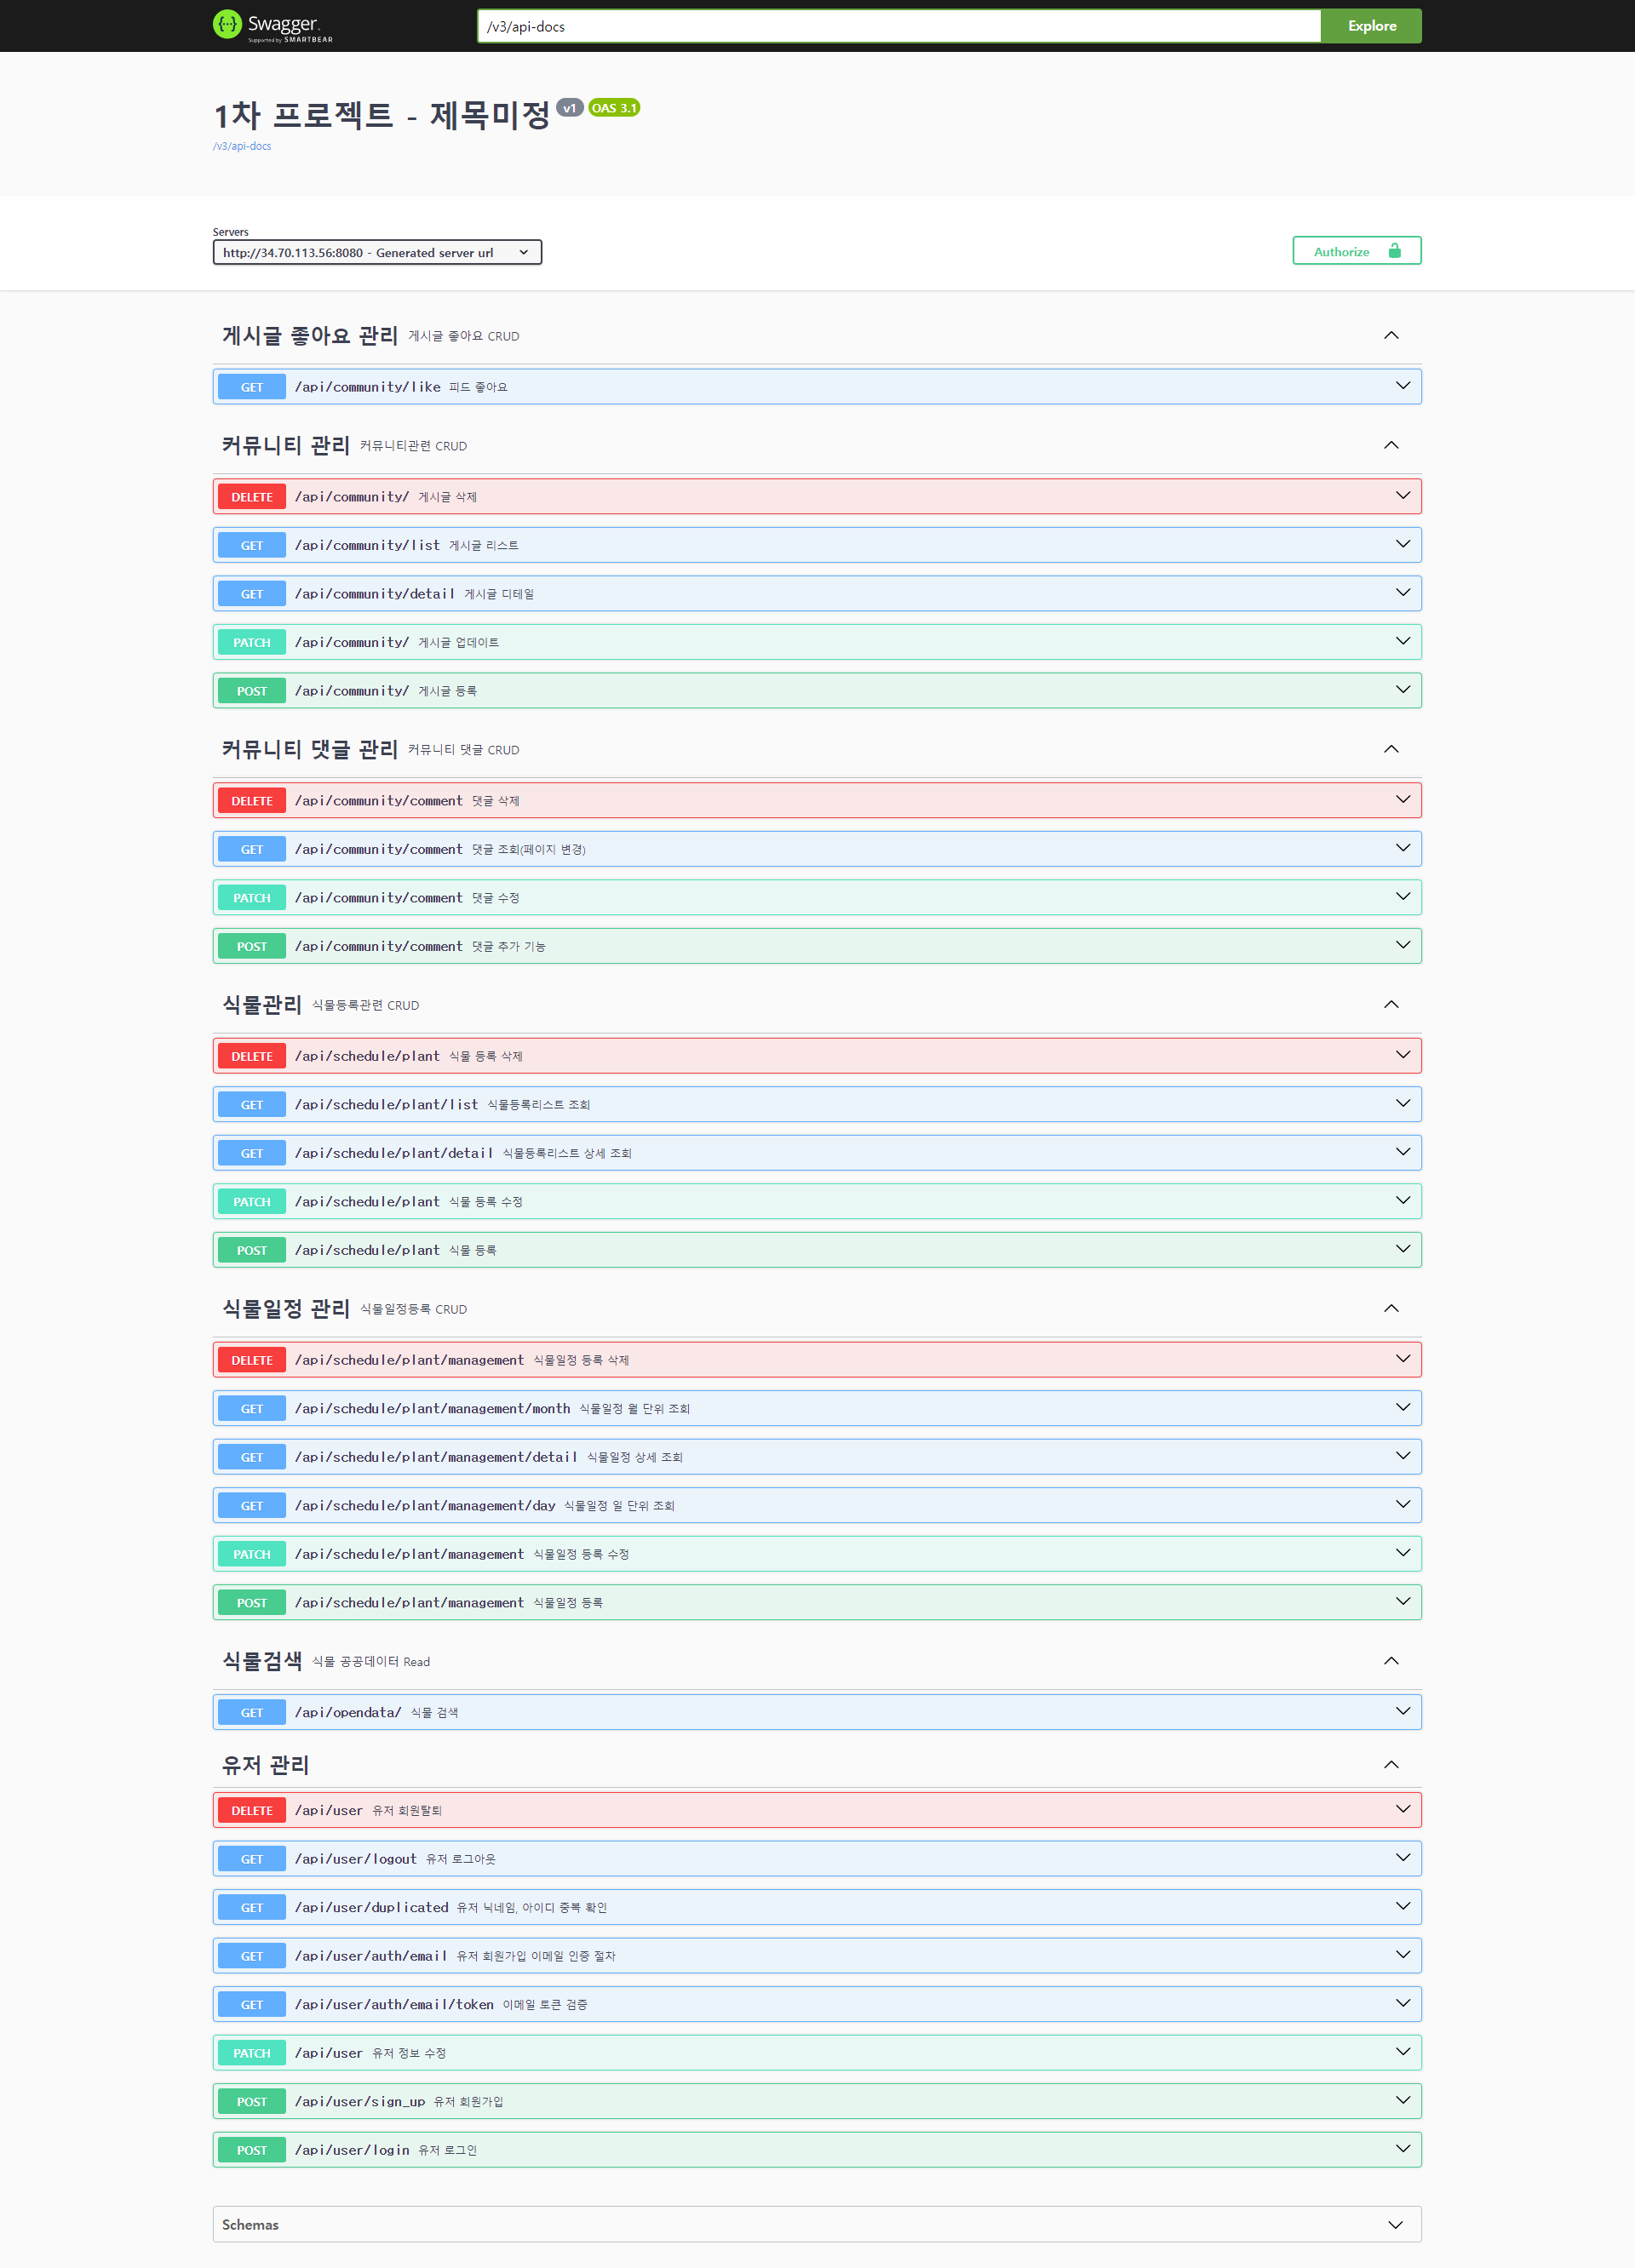 Swagger.
Supported by SMARTBEAR
/v3/api-docs
Explore
1차 프로젝트 - 제목미정 v1 OAS 3.1
/v3/api-docs
Servers
http://34.70.113.56:8080 - Generated server url
Authorize
게시글 좋아요 관리 게시글 좋아요 CRUD
GET /api/community/like 피드 좋아요
커뮤니티 관리 커뮤니티관련 CRUD
DELETE /api/community/ 게시글 삭제
GET /api/community/list 게시글 리스트
GET /api/community/detail 게시글 디테일
PATCH /api/community/ 게시글 업데이트
POST /api/community/ 게시글 등록
커뮤니티 댓글 관리 커뮤니티 댓글 CRUD
DELETE /api/community/comment 댓글 삭제
GET /api/community/comment 댓글 조회(페이지 변경)
PATCH /api/community/comment 댓글 수정
POST /api/community/comment 댓글 추가 기능
식물관리 식물등록관련 CRUD
DELETE /api/schedule/plant 식물 등록 삭제
GET /api/schedule/plant/list 식물등록리스트 조회
GET /api/schedule/plant/detail 식물등록리스트 상세 조회
PATCH /api/schedule/plant 식물 등록 수정
POST /api/schedule/plant 식물 등록
식물일정 관리 식물일정등록 CRUD
DELETE /api/schedule/plant/management 식물일정 등록 삭제
GET /api/schedule/plant/management/month 식물일정 월 단위 조회
GET /api/schedule/plant/management/detail 식물일정 상세 조회
GET /api/schedule/plant/management/day 식물일정 일 단위 조회
PATCH /api/schedule/plant/management 식물일정 등록 수정
POST /api/schedule/plant/management 식물일정 등록
식물검색 식물 공공데이터 Read
GET /api/opendata/ 식물 검색
유저 관리
DELETE /api/user 유저 회원탈퇴
GET /api/user/logout 유저 로그아웃
GET /api/user/duplicated 유저 닉네임, 아이디 중복 확인
GET /api/user/auth/email 유저 회원가입 이메일 인증 절차
GET /api/user/auth/email/token 이메일 토큰 검증
PATCH /api/user 유저 정보 수정
POST /api/user/sign_up 유저 회원가입
POST /api/user/login 유저 로그인
Schemas